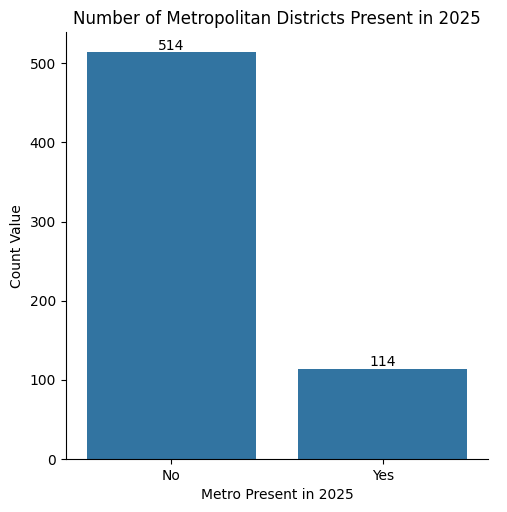 Number of Metropolitan Districts Present in 2025
514
500
400
300
200
114
100
0
No Yes
Count Value
Metro Present in 2025